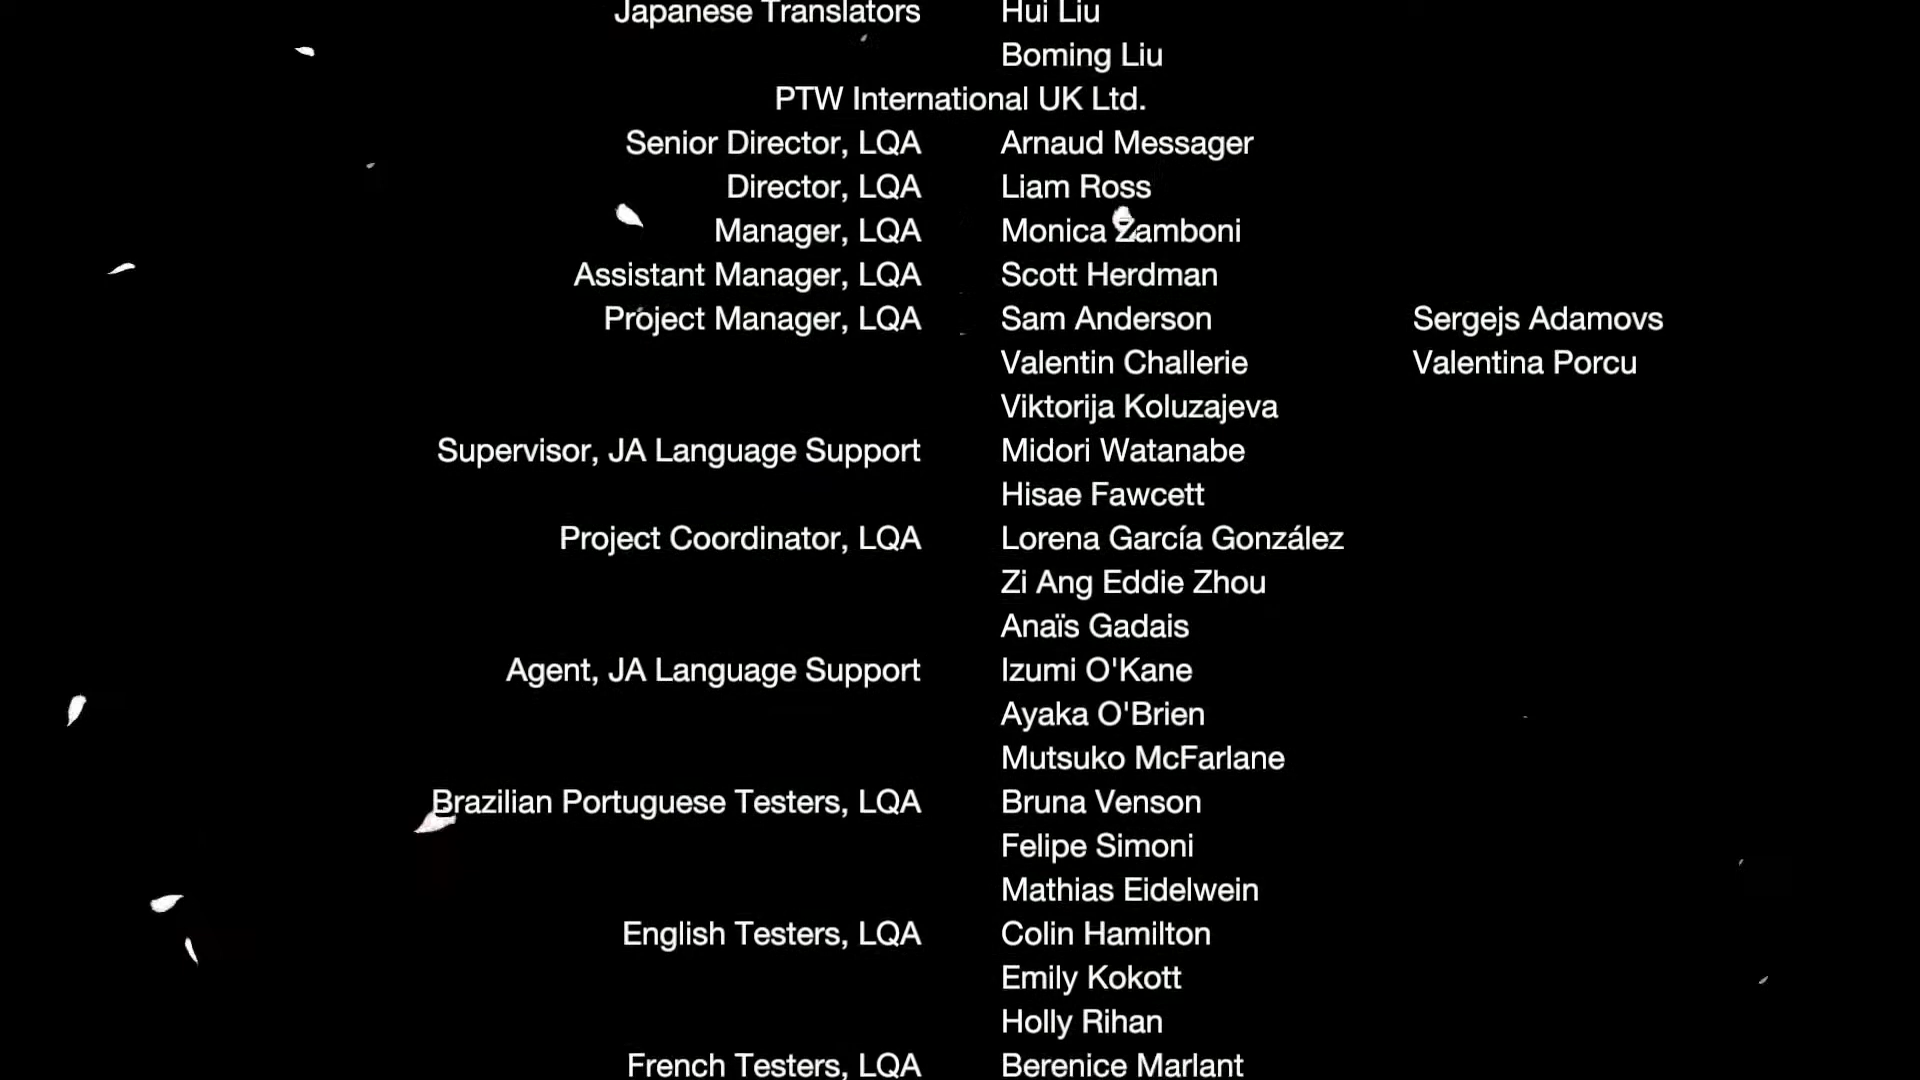 Japanese Translators Hui Liu
Boming Liu
PTW International UK Ltd.
Senior Director, LQA Arnaud Messager
Director, LQA Liam Ross
Manager, LQA Monica Zamboni
Assistant Manager, LQA Scott Herdman
Project Manager, LQA Sam Anderson Sergejs Adamovs
Valentin Challerie Valentina Porcu
Viktorija Koluzajeva
Supervisor, JA Language Support Midori Watanabe
Hisae Fawcett
Project Coordinator, LQA Lorena García González
Zi Ang Eddie Zhou
Anaïs Gadais
Agent, JA Language Support Izumi O'Kane
Ayaka O'Brien
Mutsuko McFarlane
Brazilian Portuguese Testers, LQA Bruna Venson
Felipe Simoni
Mathias Eidelwein
English Testers, LQA Colin Hamilton
Emily Kokott
Holly Rihan
French Testers, LQA Berenice Marlant